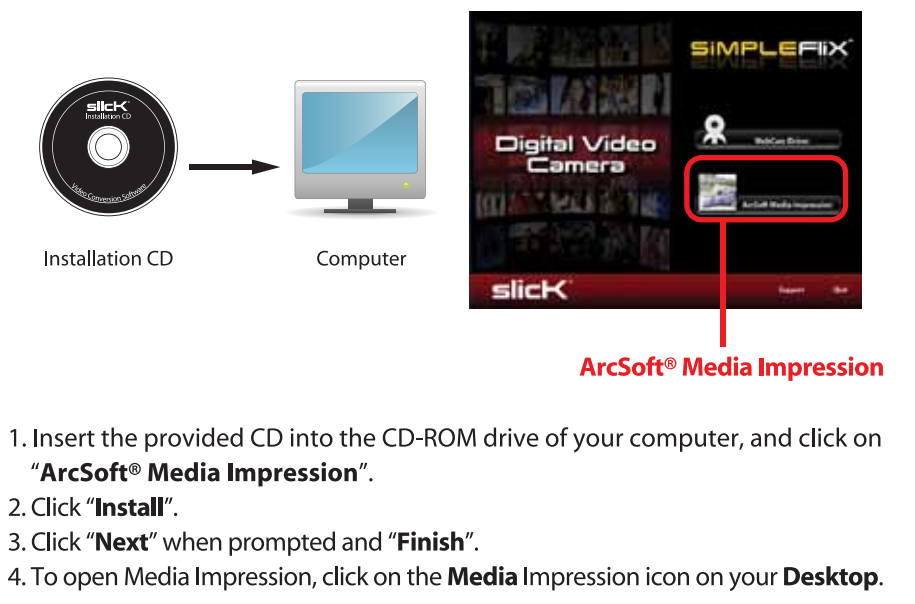 slicK
Installation CD
Video Conversion Software
Installation CD
Computer
SiMPLEFliX
Digital Video
Camera
WebCam Driver
ArcSoft Media Impression
slicK
Support
Quit
ArcSoft® Media Impression
1. Insert the provided CD into the CD-ROM drive of your computer, and click on
“ArcSoft® Media Impression”.
2. Click “Install”.
3. Click “Next” when prompted and “Finish”.
4. To open Media Impression, click on the Media Impression icon on your Desktop.